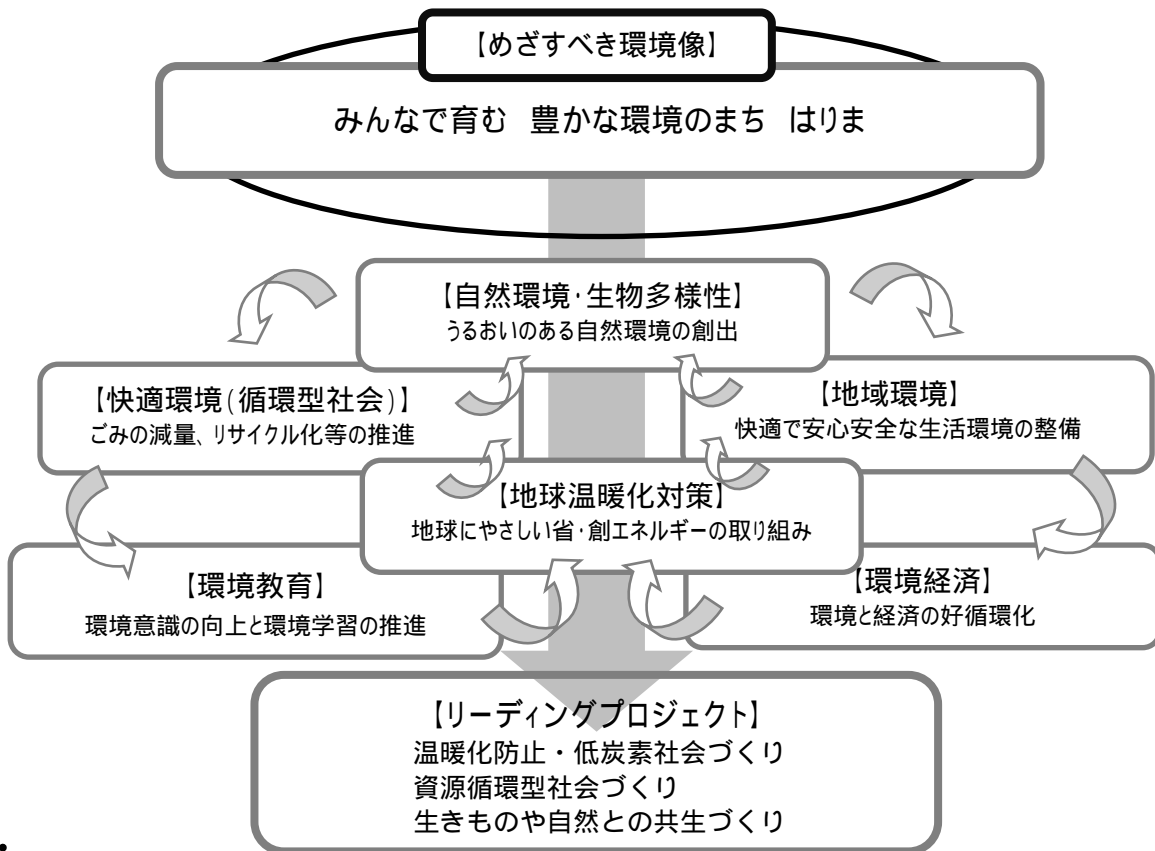 【めざすべき環境像】
みんなで育む 豊かな環境のまち はりま
【自然環境・生物多様性】
うるおいのある自然環境の創出
【快適環境(循環型社会)】
ごみの減量、リサイクル化等の推進
【地域環境】
快適で安心安全な生活環境の整備
【地球温暖化対策】
地球にやさしい省・創エネルギーの取り組み
【環境教育】
環境意識の向上と環境学習の推進
【環境経済】
環境と経済の好循環化
【リーディングプロジェクト】
温暖化防止・低炭素社会づくり
資源循環型社会づくり
生きものや自然との共生づくり